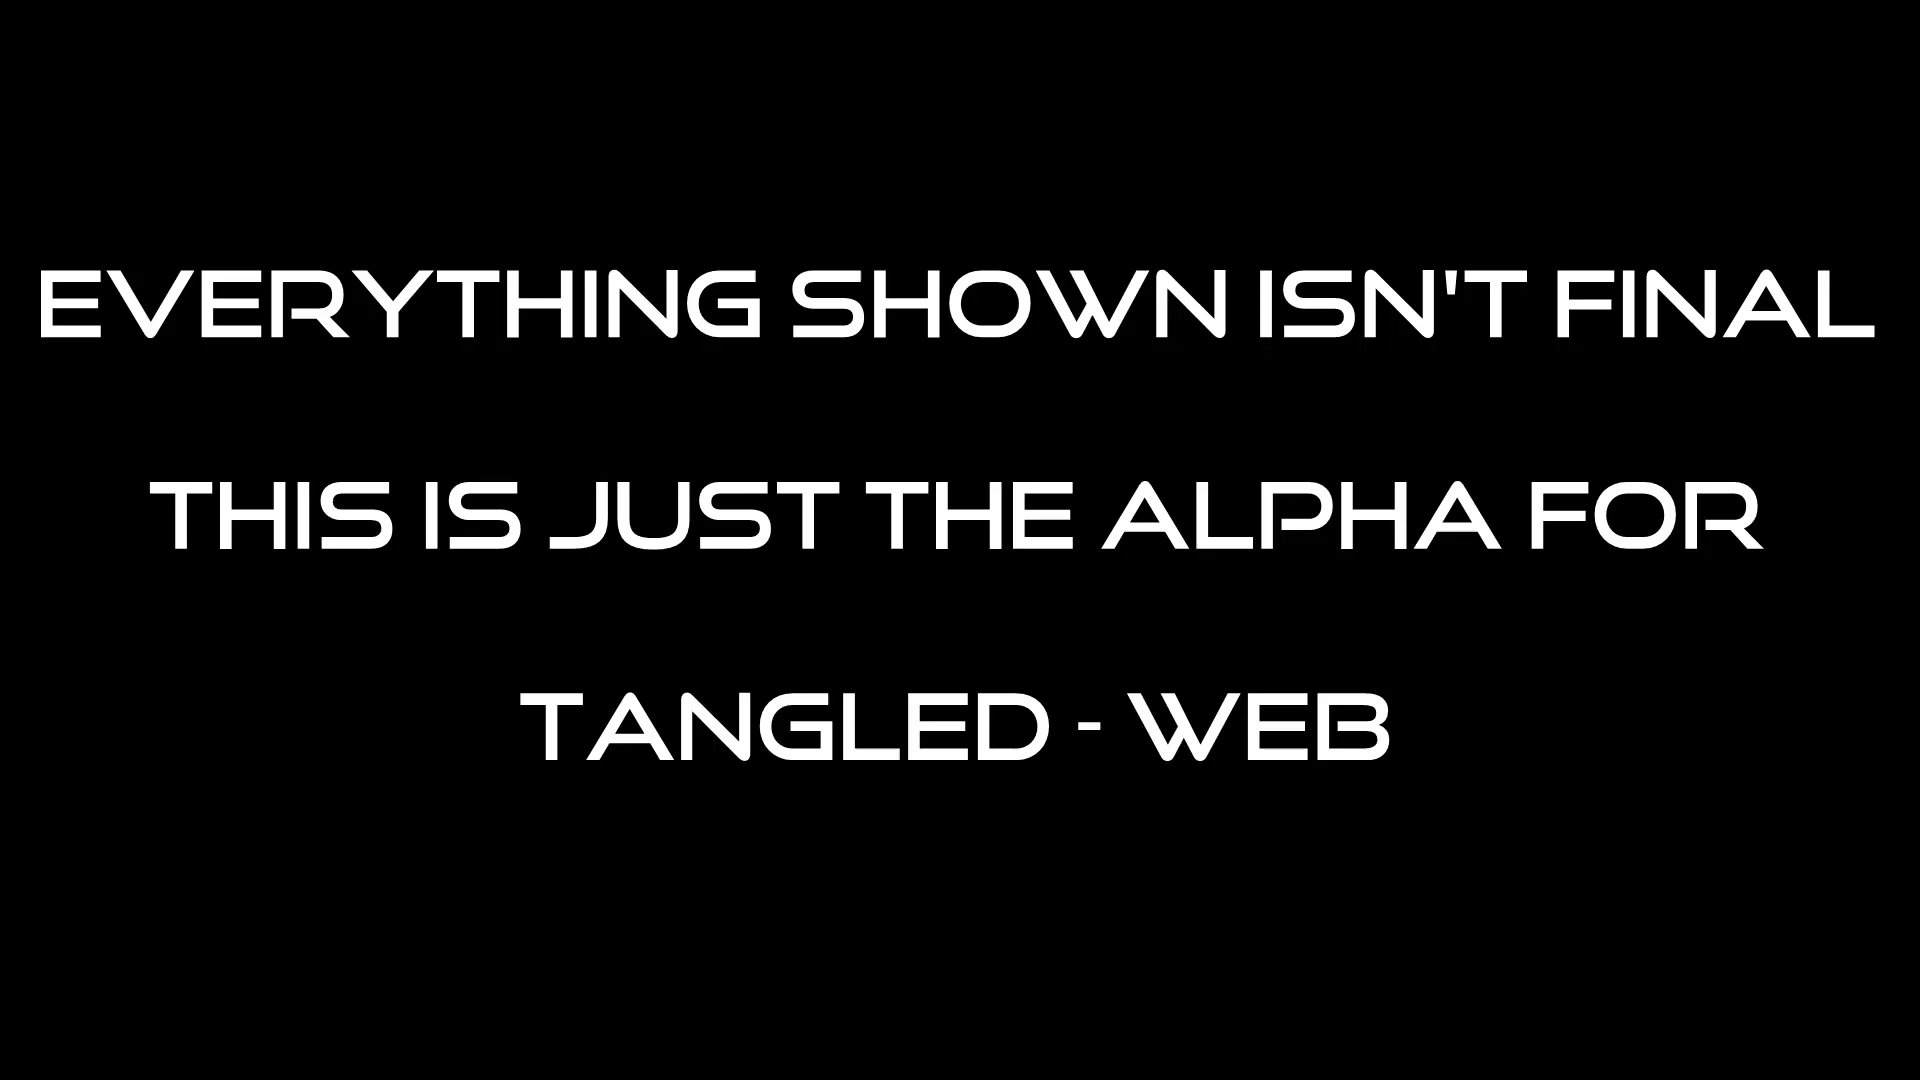 EVERYTHING SHOWN ISN'T FINAL
THIS IS JUST THE ALPHA FOR
TANGLED - WEB